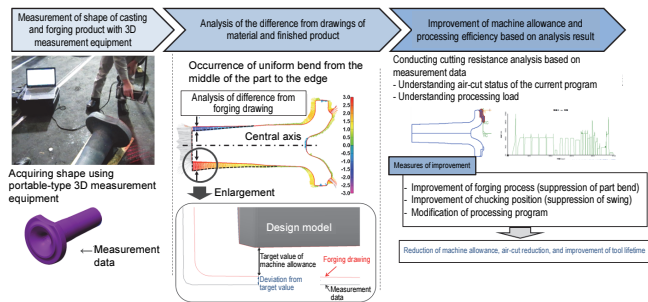 Measurement of shape of casting
and forging product with 3D
measurement equipment
Analysis of the difference from drawings of
material and finished product
Improvement of machine allowance and
processing efficiency based on analysis result
Acquiring shape using
portable-type 3D measurement
equipment
←Measurement
data
Occurrence of uniform bend from the
middle of the part to the edge
Analysis of difference from
forging drawing
Central axis
3.0
2.5
2.0
1.5
1.0
0.5
0.0
-0.5
-1.0
-1.5
-2.0
-2.5
-3.0
Enlargement
Design model
Target value of
machine allowance
Forging drawing
Deviation from
target value
Measurement
data
Conducting cutting resistance analysis based on
measurement data
- Understanding air-cut status of the current program
- Understanding processing load
Measures of improvement
- Improvement of forging process (suppression of part bend)
- Improvement of chucking position (suppression of swing)
- Modification of processing program
Reduction of machine allowance, air-cut reduction, and improvement of tool lifetime